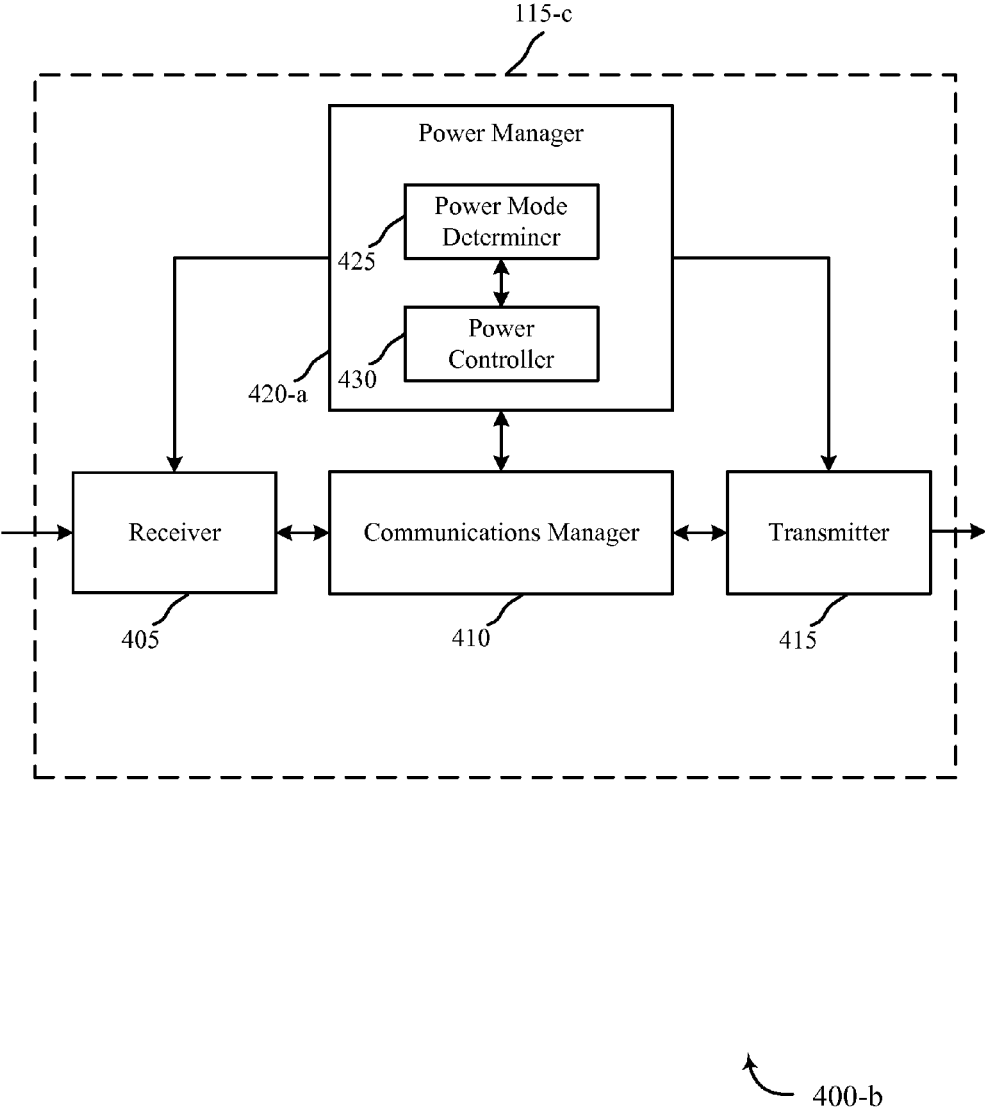 115-c
Power Manager
Power Mode
Determiner
425
Power
Controller
430
420-a
Receiver
Communications Manager
Transmitter
405
410
415
400-b